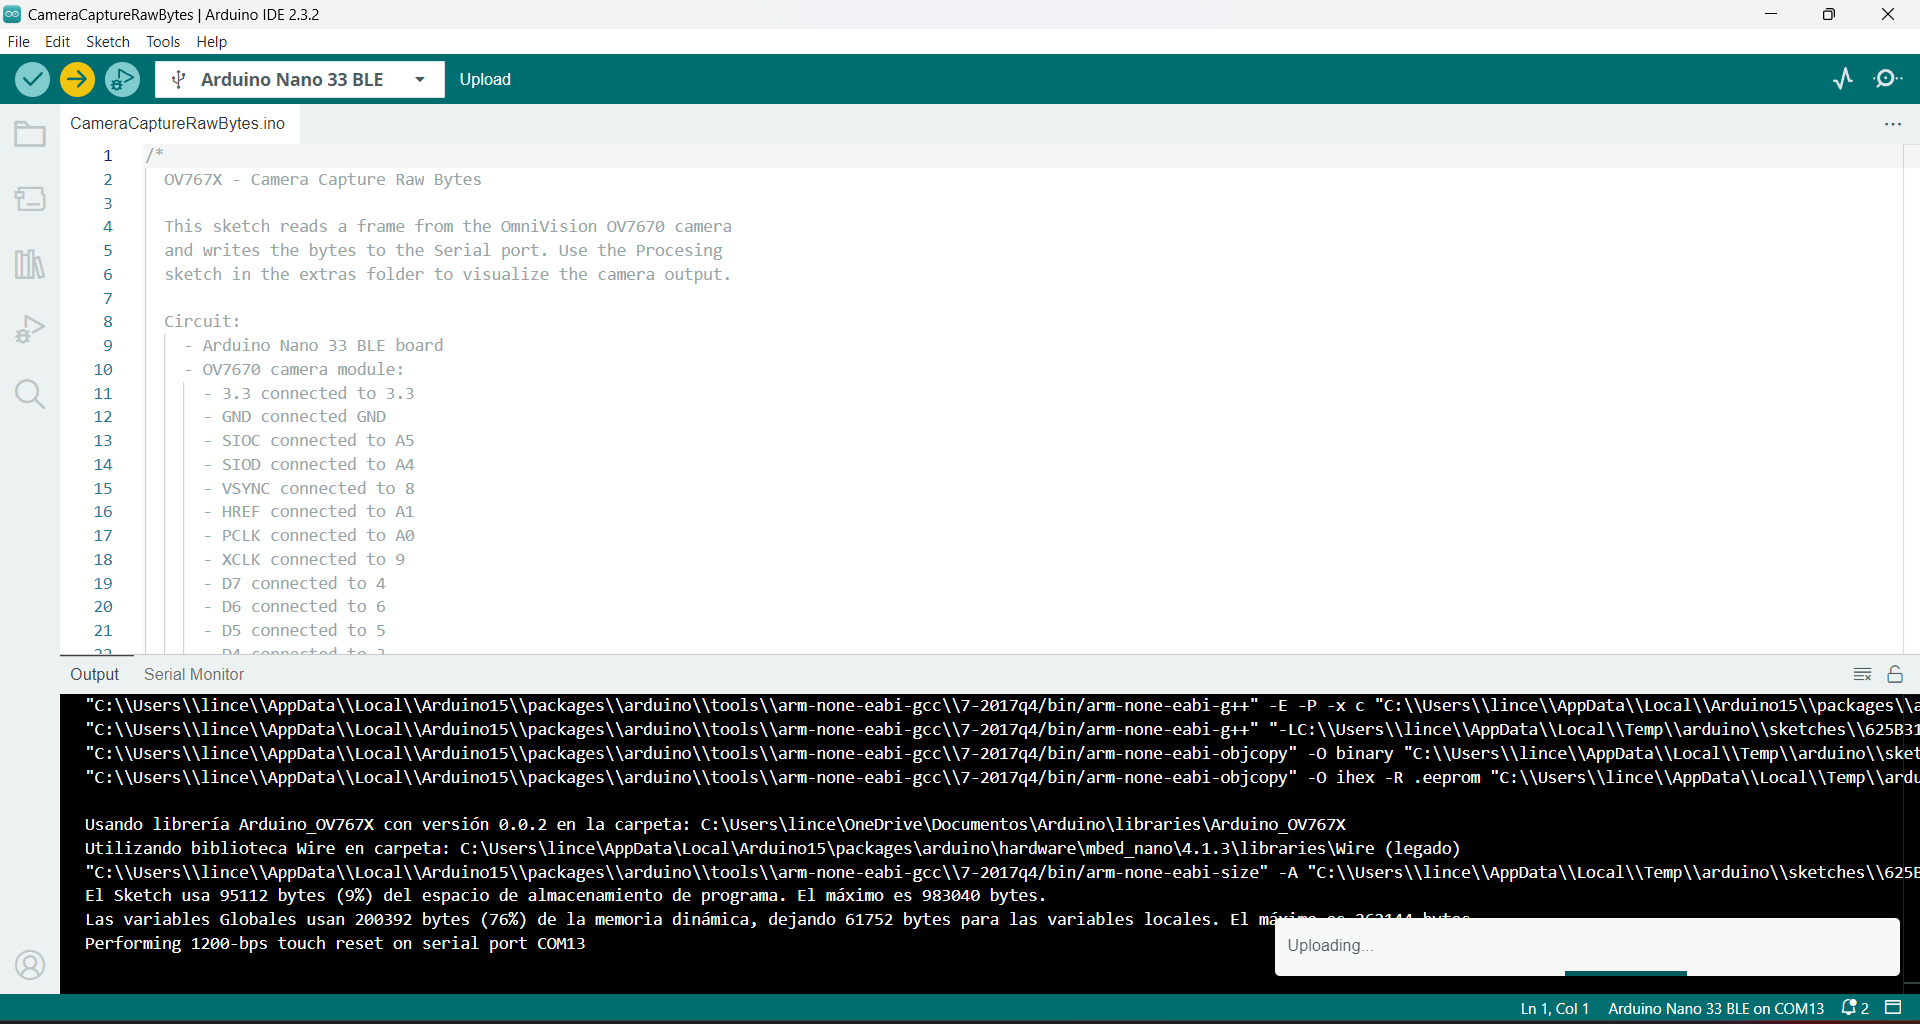 CameraCaptureRawBytes | Arduino IDE 2.3.2
File Edit Sketch Tools Help
Arduino Nano 33 BLE
Upload
CameraCaptureRawBytes.ino
1 /*
2 OV767X - Camera Capture Raw Bytes
3
4 This sketch reads a frame from the OmniVision OV7670 camera
5 and writes the bytes to the Serial port. Use the Procesing
6 sketch in the extras folder to visualize the camera output.
7
8 Circuit:
9 - Arduino Nano 33 BLE board
10 - OV7670 camera module:
11 - 3.3 connected to 3.3
12 - GND connected GND
13 - SIOC connected to A5
14 - SIOD connected to A4
15 - VSYNC connected to 8
16 - HREF connected to A1
17 - PCLK connected to A0
18 - XCLK connected to 9
19 - D7 connected to 4
20 - D6 connected to 6
21 - D5 connected to 5
Output Serial Monitor
"C:\\Users\\lince\\AppData\\Local\\Arduino15\\packages\\arduino\\tools\\arm-none-eabi-gcc\\7-2017q4/bin/arm-none-eabi-g++" -E -P -x c "C:\\Users\\lince\\AppData\\Local\\Arduino15\\packages\\a
"C:\\Users\\lince\\AppData\\Local\\Arduino15\\packages\\arduino\\tools\\arm-none-eabi-gcc\\7-2017q4/bin/arm-none-eabi-g++" "-LC:\\Users\\lince\\AppData\\Local\\Temp\\arduino\\sketches\\625B31
"C:\\Users\\lince\\AppData\\Local\\Arduino15\\packages\\arduino\\tools\\arm-none-eabi-gcc\\7-2017q4/bin/arm-none-eabi-objcopy" -O binary "C:\\Users\\lince\\AppData\\Local\\Temp\\arduino\\sket
"C:\\Users\\lince\\AppData\\Local\\Arduino15\\packages\\arduino\\tools\\arm-none-eabi-gcc\\7-2017q4/bin/arm-none-eabi-objcopy" -O ihex -R .eeprom "C:\\Users\\lince\\AppData\\Local\\Temp\\ardu
Usando librería Arduino_OV767X con versión 0.0.2 en la carpeta: C:\Users\lince\OneDrive\Documentos\Arduino\libraries\Arduino_OV767X
Utilizando biblioteca Wire en carpeta: C:\Users\lince\AppData\Local\Arduino15\packages\arduino\hardware\mbed_nano\4.1.3\libraries\Wire (legado)
"C:\\Users\\lince\\AppData\\Local\\Arduino15\\packages\\arduino\\tools\\arm-none-eabi-gcc\\7-2017q4/bin/arm-none-eabi-size" -A "C:\\Users\\lince\\AppData\\Local\\Temp\\arduino\\sketches\\625B
El Sketch usa 95112 bytes (9%) del espacio de almacenamiento de programa. El máximo es 983040 bytes.
Las variables Globales usan 200392 bytes (76%) de la memoria dinámica, dejando 61752 bytes para las variables locales. El máximo es 262144 bytes.
Performing 1200-bps touch reset on serial port COM13
Uploading...
Ln 1, Col 1 Arduino Nano 33 BLE on COM13 2